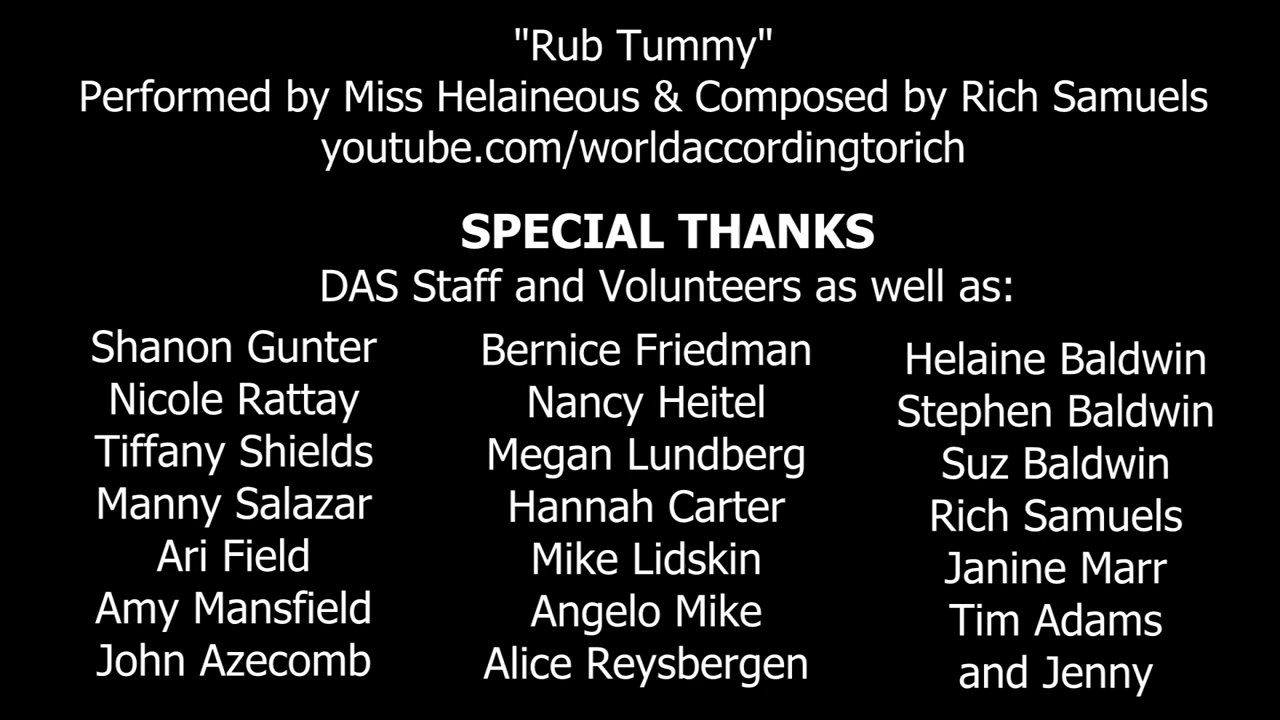 "Rub Tummy"
Performed by Miss Helaineous & Composed by Rich Samuels
youtube.com/worldaccordingtorich
SPECIAL THANKS
DAS Staff and Volunteers as well as:
Shanon Gunter
Nicole Rattay
Tiffany Shields
Manny Salazar
Ari Field
Amy Mansfield
John Azecomb
Bernice Friedman
Nancy Heitel
Megan Lundberg
Hannah Carter
Mike Lidskin
Angelo Mike
Alice Reysbergen
Helaine Baldwin
Stephen Baldwin
Suz Baldwin
Rich Samuels
Janine Marr
Tim Adams
and Jenny